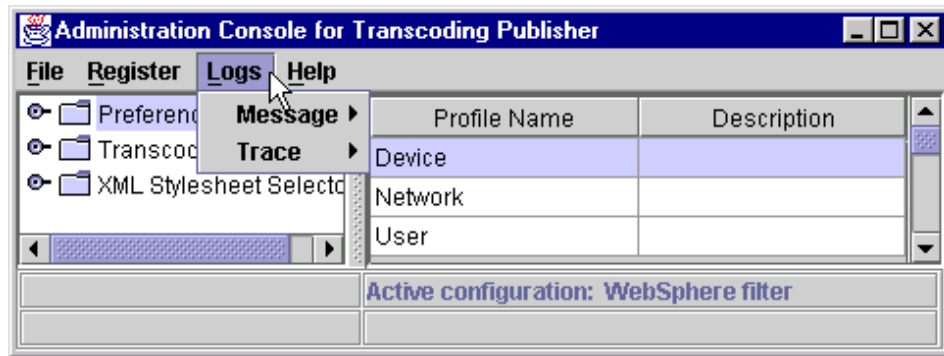 Administration Console for Transcoding Publisher
File Register Logs Help
Message
Trace
XML Stylesheet
Profile Name Description
Device
Network
User
Active configuration: WebSphere filter